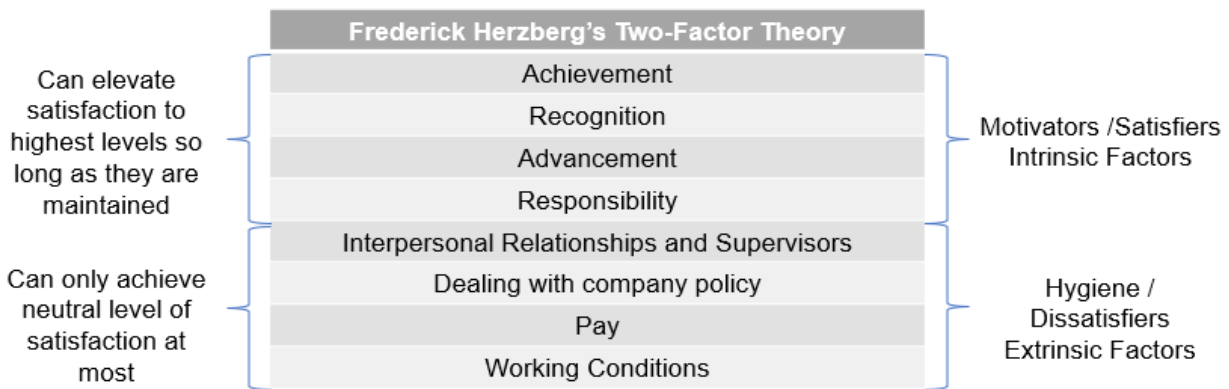 Frederick Herzberg's Two-Factor Theory
Can elevate
satisfaction to
highest levels so
long as they are
maintained
Achievement
Recognition
Advancement
Responsibility
Motivators /Satisfiers
Intrinsic Factors
Can only achieve
neutral level of
satisfaction at
most
Interpersonal Relationships and Supervisors
Dealing with company policy
Pay
Working Conditions
Hygiene /
Dissatisfiers
Extrinsic Factors